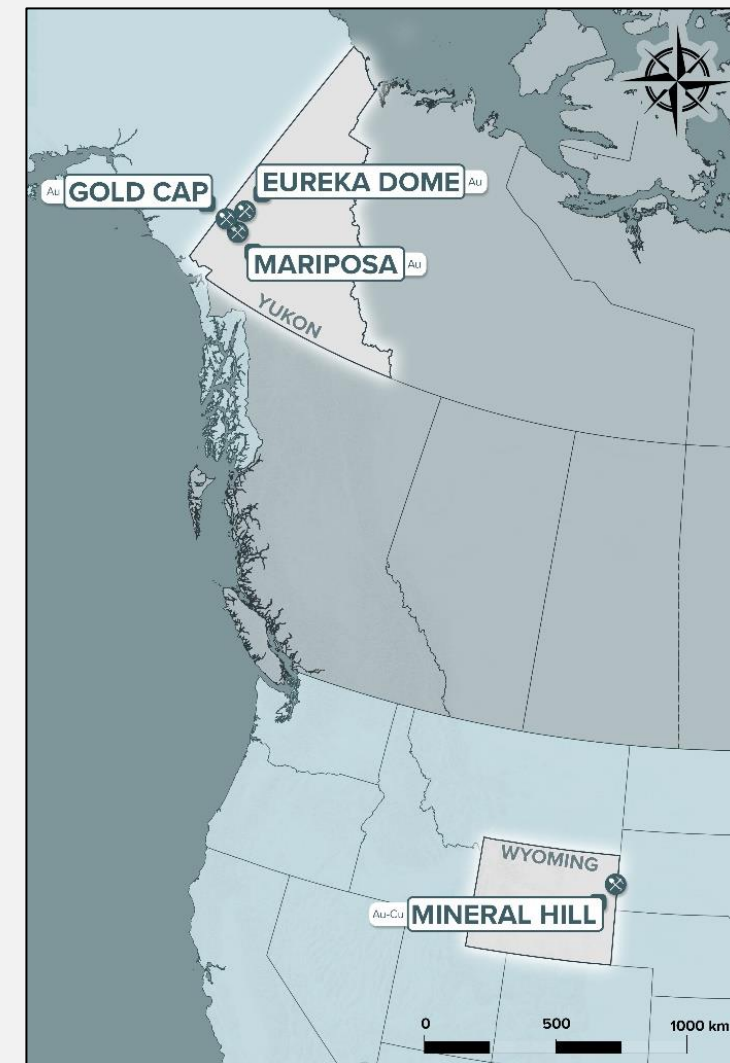 Au GOLD CAP
EUREKA DOME Au
MARIPOSA Au
YUKON
WYOMING
Au-Cu MINERAL HILL
0 500 1000 km